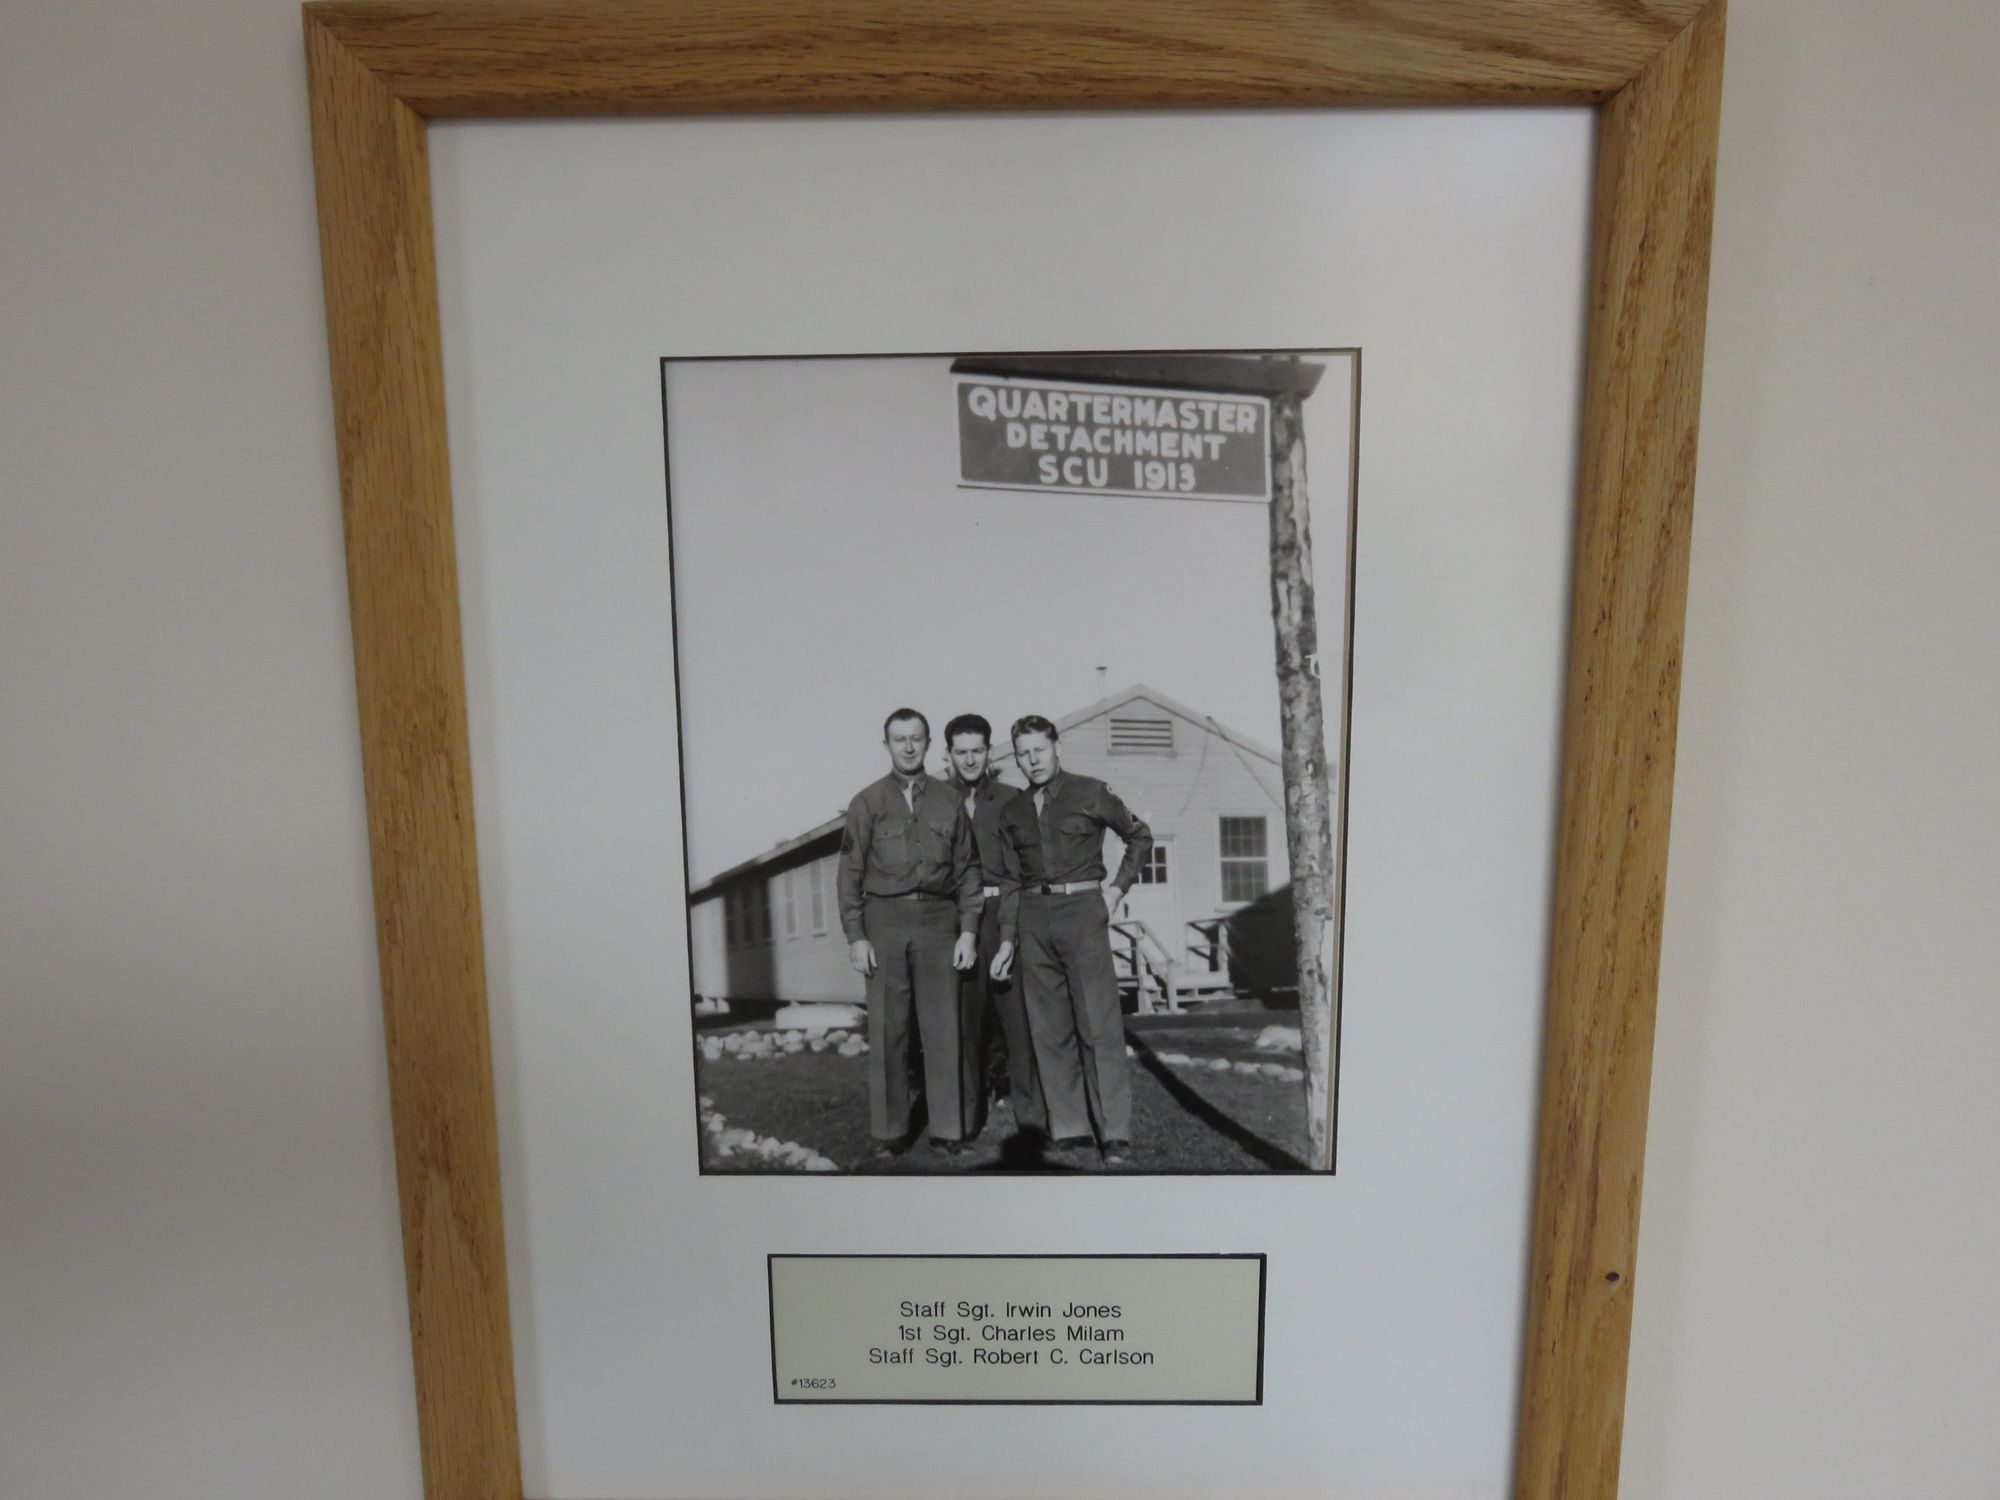 QUARTERMASTER
DETACHMENT
SCU 1913
Staff Sgt. Irwin Jones
1st Sgt. Charles Milam
Staff Sgt. Robert C. Carlson
#13623